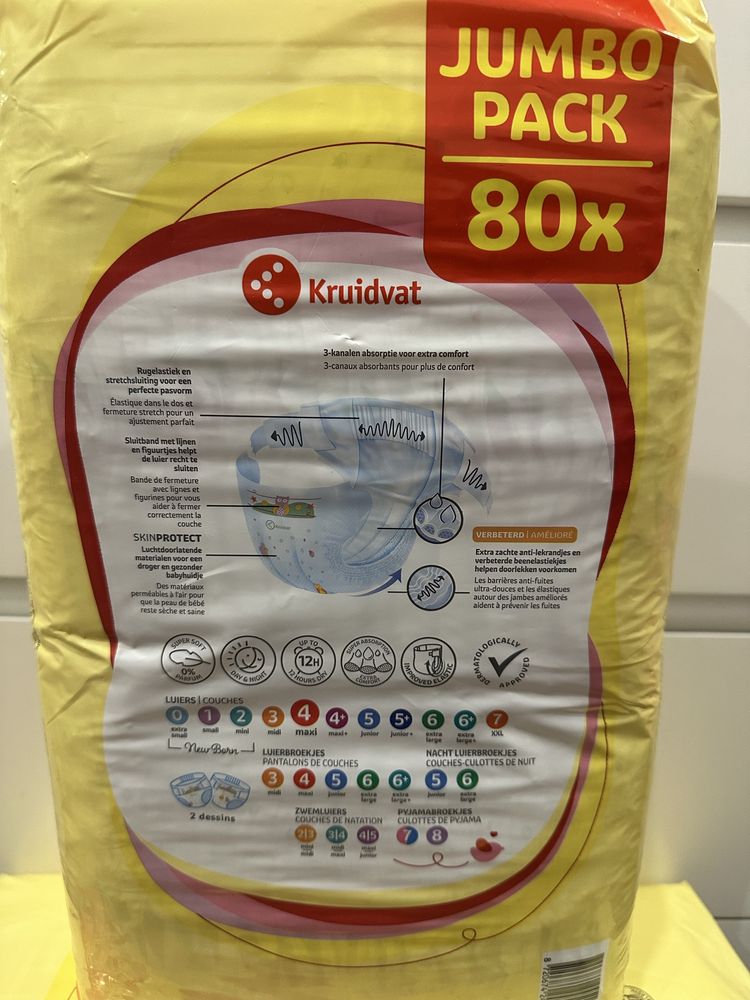 JUMBO
PACK
80x
Kruidvat
3-kanalen absorptie voor extra comfort
3-canaux absorbants pour plus de confort
Rugelastiek en
stretchsluiting voor een
perfecte pasvorm
Élastique dans le dos et
fermeture stretch pour un
ajustement parfait
Sluitband met lijnen
en figuurtjes helpt
de luier recht te
sluiten
Bande de fermeture
avec lignes et
figurines pour vous
aider à fermer
correctement la
couche
SKINPROTECT
Luchtdoorlatende
materialen voor een
droger en gezonder
babyhuidje
Des matériaux
perméables à l'air pour
que la peau de bébé
reste sèche et saine
Kruidvat
VERBETERD | AMÉLIORÉ
Extra zachte anti-lekrandjes en
verbeterde beenelastiekjes
helpen doorlekken voorkomen
Les barrières anti-fuites
ultra-douces et les élastiques
autour des jambes améliorés
aident à prévenir les fuites
SUPER SOFT
0%
PARFUM
DAY & NIGHT
UP TO
12H
12 HOURS DRY
SUPER ABSORPTION
EXTRA
COMFORT
IMPROVED ELASTIC
DERMATOLOGICALLY
APPROVED
LUIERS | COUCHES
0 1 2 3 4 4+ 5 5+ 6 6+ 7
extra small small mini midi maxi maxi+ junior junior+ extra large extra large+ XXL
New Born
LUIERBROEKJES
PANTALONS DE COUCHES
3 4 5 6 6+
midi maxi junior extra large extra large+
NACHT LUIERBROEKJES
COUCHES-CULOTTES DE NUIT
5 6
junior extra large
2 dessins
ZWEMLUIERS
COUCHES DE NATATION
2|3 3|4 4|5
mini midi midi maxi maxi junior
PYJAMABROEKJES
CULOTTES DE PYJAMA
7 8